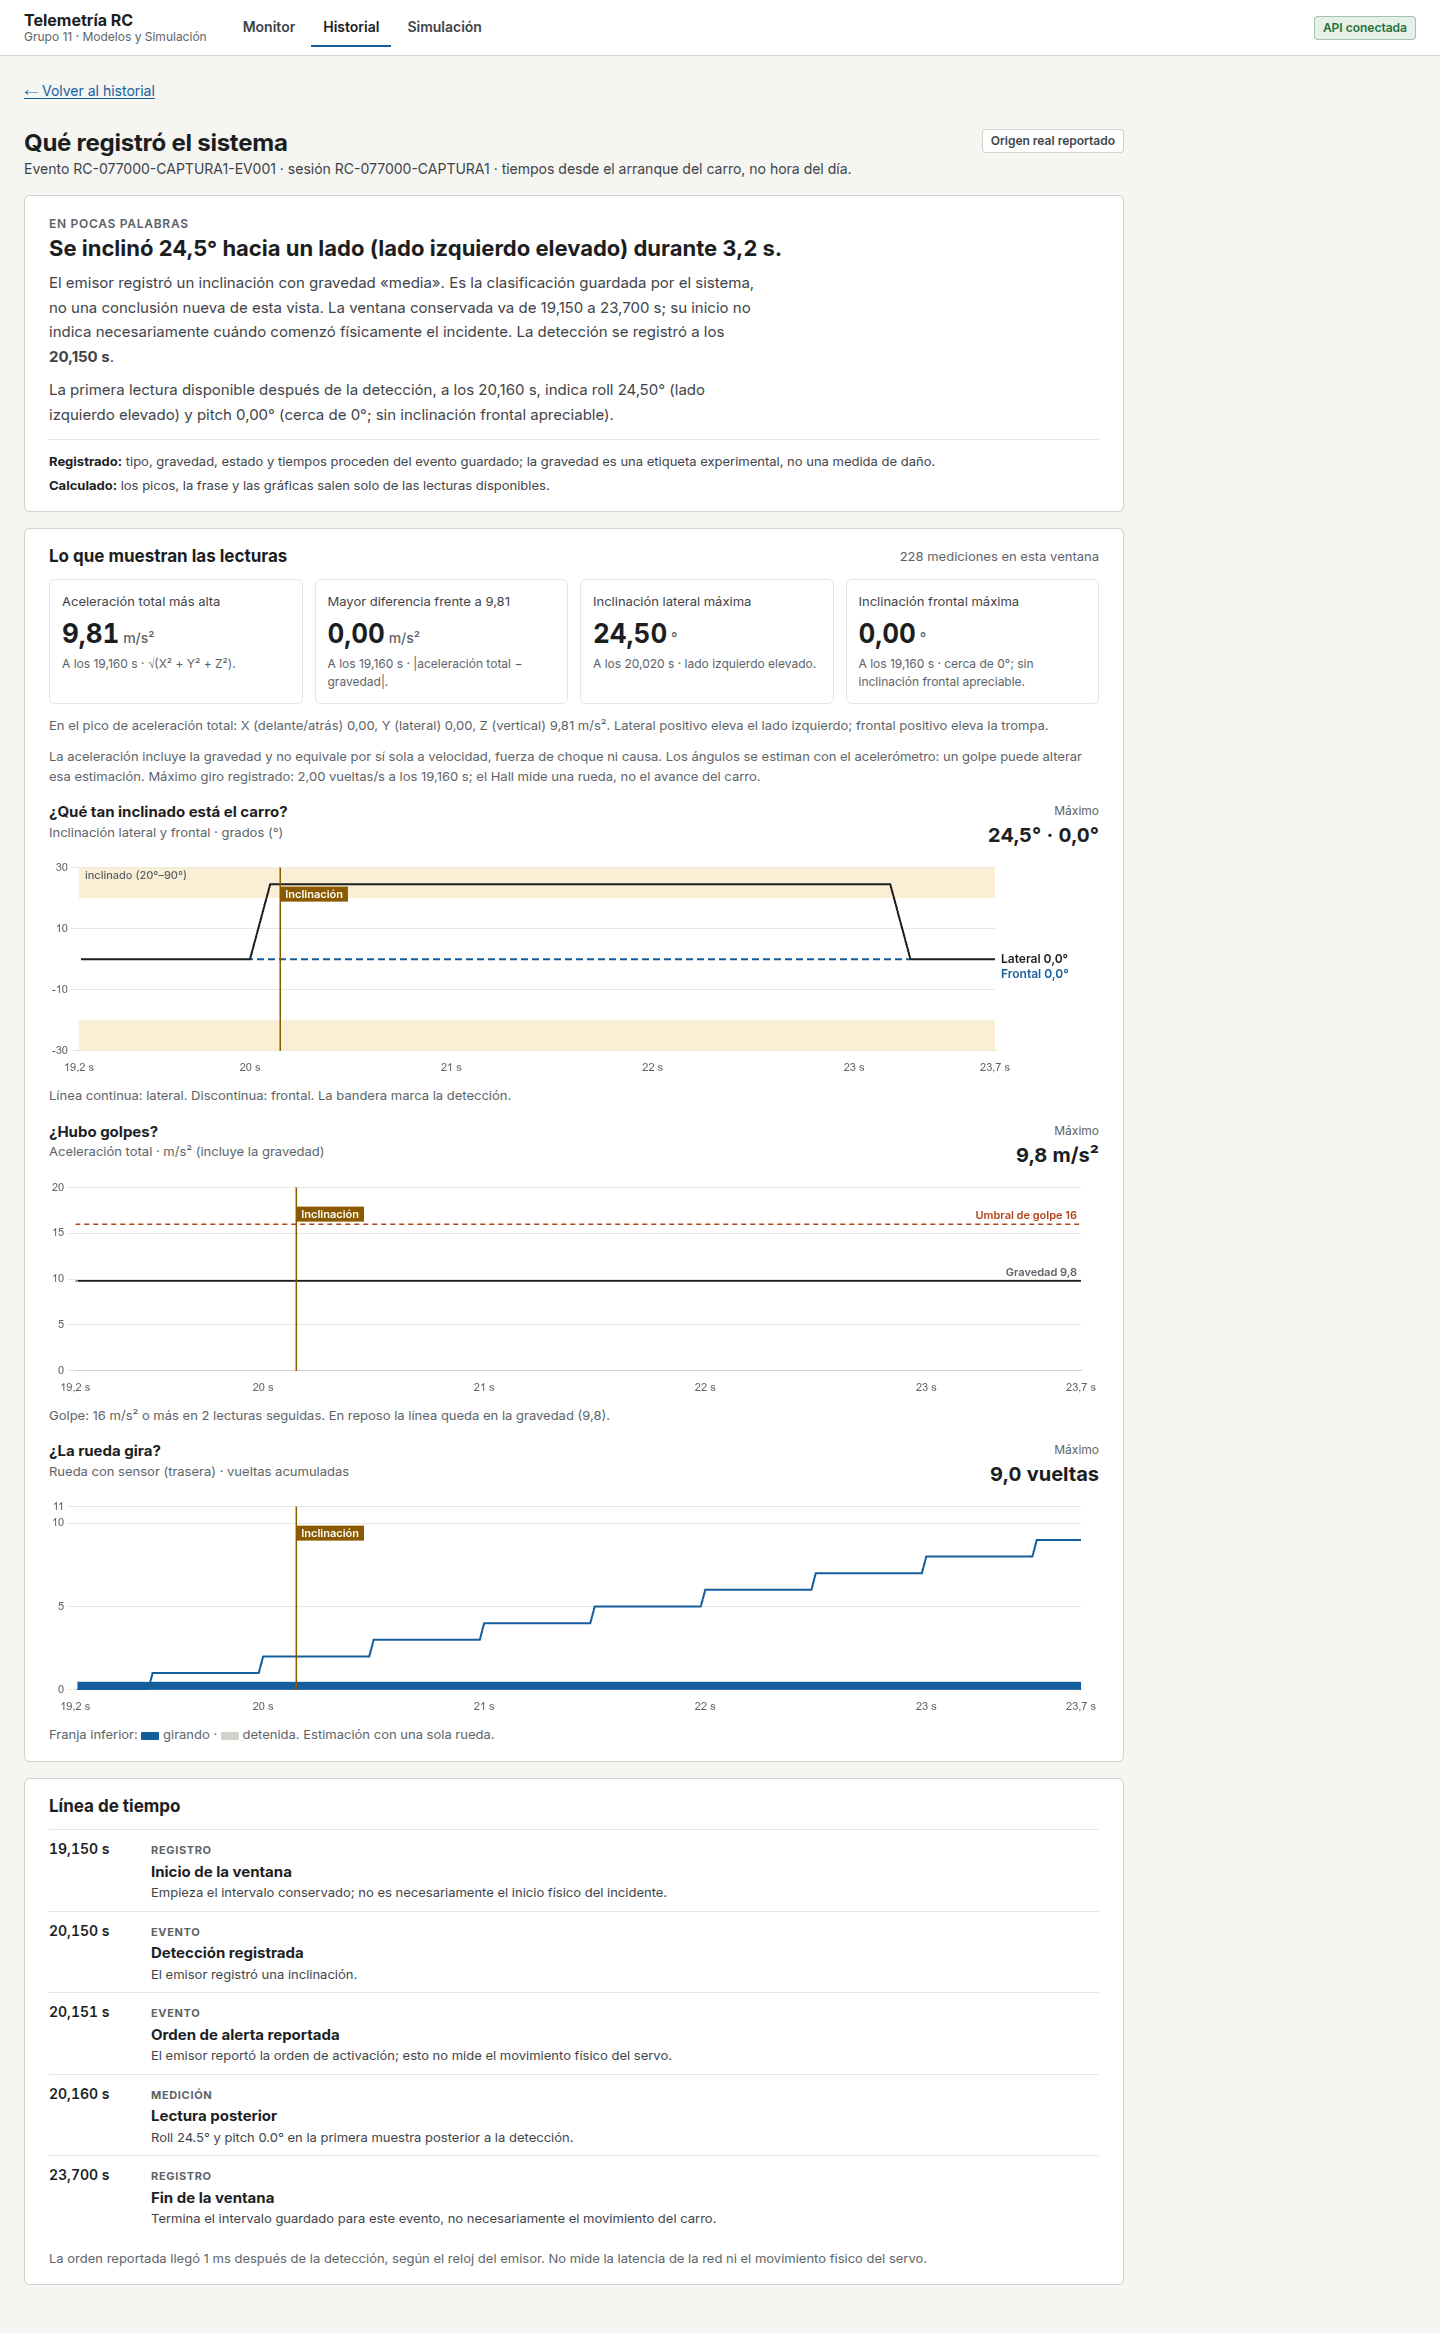 Telemetría RC
Grupo 11 · Modelos y Simulación
Monitor
Historial
Simulación
API conectada
← Volver al historial
Qué registró el sistema
Origen real reportado
Evento RC-077000-CAPTURA1-EV001 · sesión RC-077000-CAPTURA1 · tiempos desde el arranque del carro, no hora del día.
EN POCAS PALABRAS
Se inclinó 24,5° hacia un lado (lado izquierdo elevado) durante 3,2 s.
El emisor registró un inclinación con gravedad «media». Es la clasificación guardada por el sistema,
no una conclusión nueva de esta vista. La ventana conservada va de 19,150 a 23,700 s; su inicio no
indica necesariamente cuándo comenzó físicamente el incidente. La detección se registró a los
20,150 s.
La primera lectura disponible después de la detección, a los 20,160 s, indica roll 24,50° (lado
izquierdo elevado) y pitch 0,00° (cerca de 0°; sin inclinación frontal apreciable).
Registrado: tipo, gravedad, estado y tiempos proceden del evento guardado; la gravedad es una etiqueta experimental, no una medida de daño.
Calculado: los picos, la frase y las gráficas salen solo de las lecturas disponibles.
Lo que muestran las lecturas
228 mediciones en esta ventana
Aceleración total más alta
9,81 m/s²
A los 19,160 s · √(X² + Y² + Z²).
Mayor diferencia frente a 9,81
0,00 m/s²
A los 19,160 s · |aceleración total −
gravedad|.
Inclinación lateral máxima
24,50 °
A los 20,020 s · lado izquierdo elevado.
Inclinación frontal máxima
0,00 °
A los 19,160 s · cerca de 0°; sin
inclinación frontal apreciable.
En el pico de aceleración total: X (delante/atrás) 0,00, Y (lateral) 0,00, Z (vertical) 9,81 m/s². Lateral positivo eleva el lado izquierdo; frontal positivo eleva la trompa.
La aceleración incluye la gravedad y no equivale por sí sola a velocidad, fuerza de choque ni causa. Los ángulos se estiman con el acelerómetro: un golpe puede alterar
esa estimación. Máximo giro registrado: 2,00 vueltas/s a los 19,160 s; el Hall mide una rueda, no el avance del carro.
¿Qué tan inclinado está el carro?
Inclinación lateral y frontal · grados (°)
Máximo
24,5° · 0,0°
30
inclinado (20°–90°)
Inclinación
10
Lateral 0,0°
Frontal 0,0°
-10
-30
19,2 s
20 s
21 s
22 s
23 s
23,7 s
Línea continua: lateral. Discontinua: frontal. La bandera marca la detección.
¿Hubo golpes?
Aceleración total · m/s² (incluye la gravedad)
Máximo
9,8 m/s²
20
Inclinación
Umbral de golpe 16
15
Gravedad 9,8
10
5
0
19,2 s
20 s
21 s
22 s
23 s
23,7 s
Golpe: 16 m/s² o más en 2 lecturas seguidas. En reposo la línea queda en la gravedad (9,8).
¿La rueda gira?
Rueda con sensor (trasera) · vueltas acumuladas
Máximo
9,0 vueltas
11
10
Inclinación
5
0
19,2 s
20 s
21 s
22 s
23 s
23,7 s
Franja inferior: girando · detenida. Estimación con una sola rueda.
Línea de tiempo
19,150 s
REGISTRO
Inicio de la ventana
Empieza el intervalo conservado; no es necesariamente el inicio físico del incidente.
20,150 s
EVENTO
Detección registrada
El emisor registró una inclinación.
20,151 s
EVENTO
Orden de alerta reportada
El emisor reportó la orden de activación; esto no mide el movimiento físico del servo.
20,160 s
MEDICIÓN
Lectura posterior
Roll 24.5° y pitch 0.0° en la primera muestra posterior a la detección.
23,700 s
REGISTRO
Fin de la ventana
Termina el intervalo guardado para este evento, no necesariamente el movimiento del carro.
La orden reportada llegó 1 ms después de la detección, según el reloj del emisor. No mide la latencia de la red ni el movimiento físico del servo.